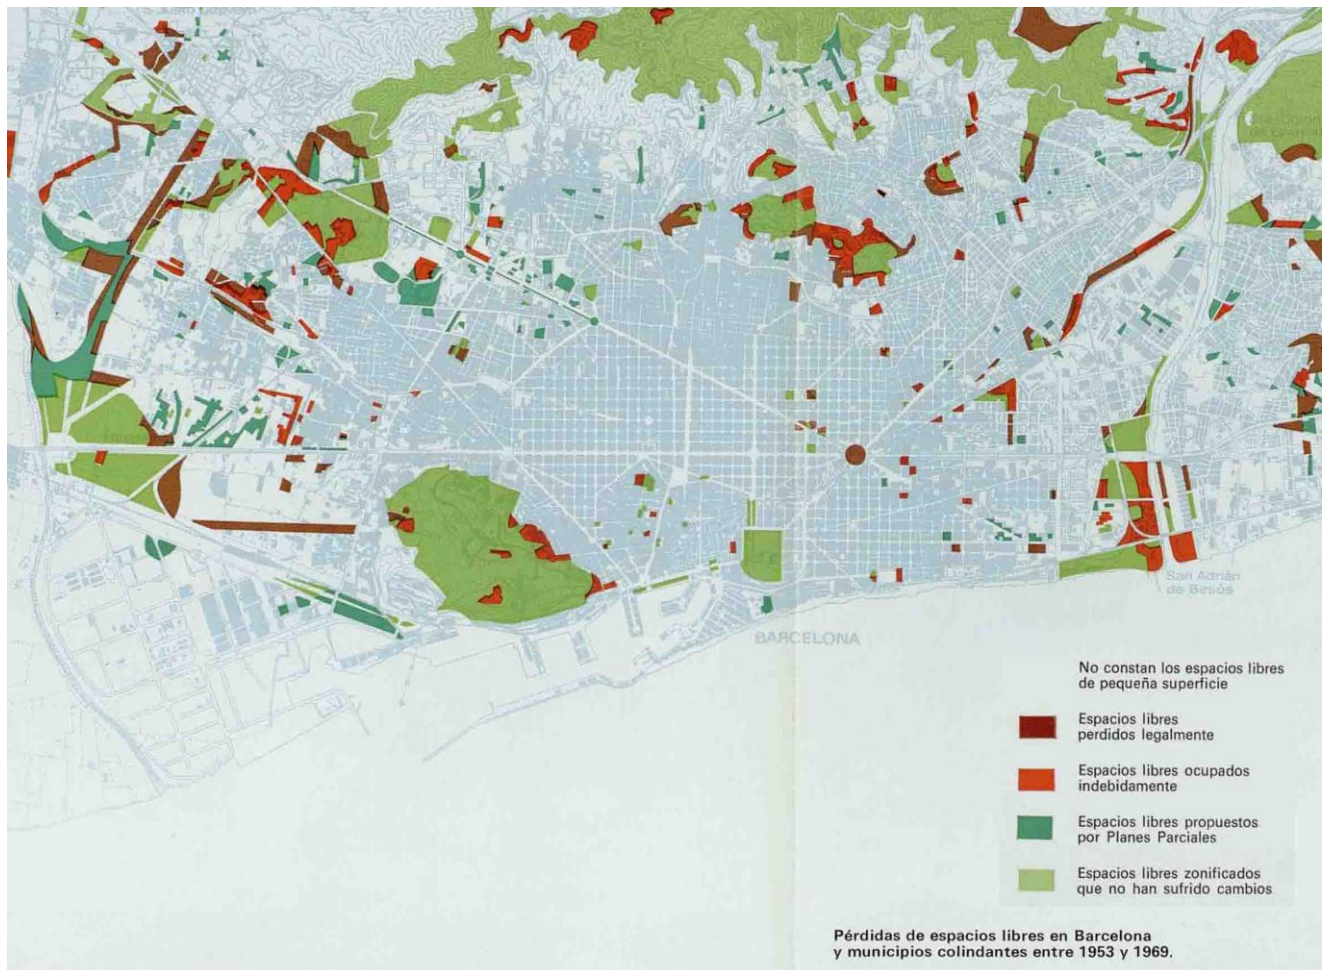 San Adrián
de Besós
BARCELONA
No constan los espacios libres
de pequeña superficie
Espacios libres
perdidos legalmente
Espacios libres ocupados
indebidamente
Espacios libres propuestos
por Planes Parciales
Espacios libres zonificados
que no han sufrido cambios
Pérdidas de espacios libres en Barcelona
y municipios colindantes entre 1953 y 1969.